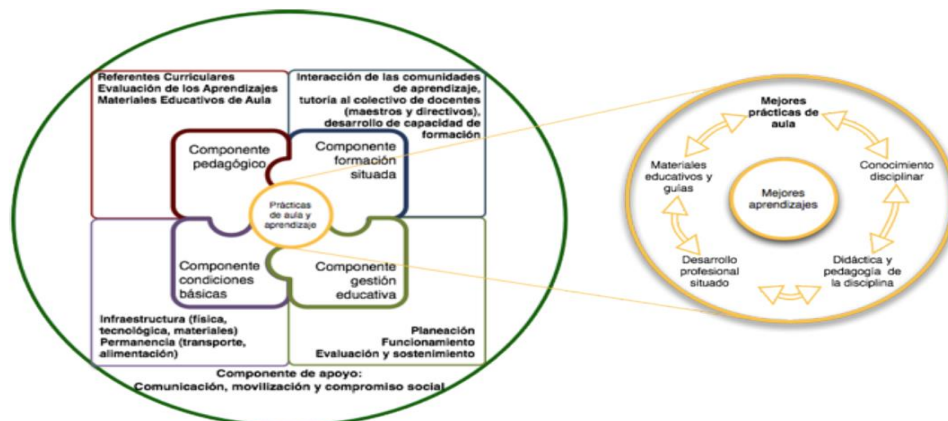 Referentes Curriculares
Evaluación de los Aprendizajes
Materiales Educativos de Aula
Interacción de las comunidades
de aprendizaje,
tutoría al colectivo de docentes
(maestros y directivos),
desarrollo de capacidad de
formación
Componente
pedagógico
Componente
formación
situada
Prácticas
de aula y
aprendizaje
Componente
condiciones
básicas
Componente
gestión
educativa
Infraestructura (física,
tecnológica, materiales)
Permanencia (transporte,
alimentación)
Planeación
Funcionamiento
Evaluación y sostenimiento
Componente de apoyo:
Comunicación, movilización y compromiso social
Mejores
prácticas de
aula
Materiales
educativos y
guías
Conocimiento
disciplinar
Mejores
aprendizajes
Desarrollo
profesional
situado
Didáctica y
pedagogía de
la disciplina